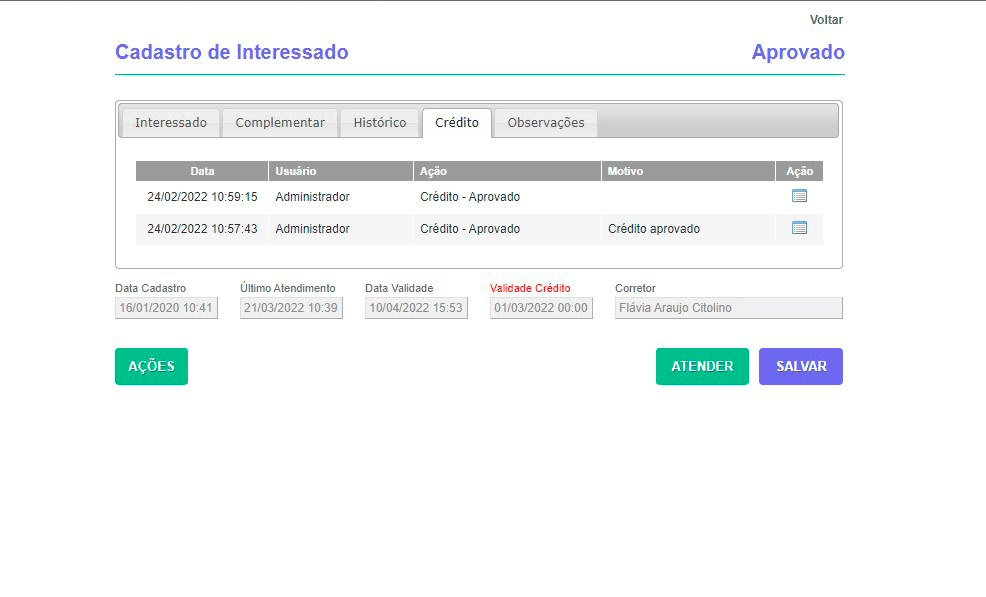 Voltar
Cadastro de Interessado Aprovado
Interessado Complementar Histórico Crédito Observações
Data Usuário Ação Motivo Ação
24/02/2022 10:59:15 Administrador Crédito - Aprovado
24/02/2022 10:57:43 Administrador Crédito - Aprovado Crédito aprovado
Data Cadastro Último Atendimento Data Validade Validade Crédito Corretor
16/01/2020 10:41 21/03/2022 10:39 10/04/2022 15:53 01/03/2022 00:00 Flávia Araujo Citolino
AÇÕES ATENDER SALVAR